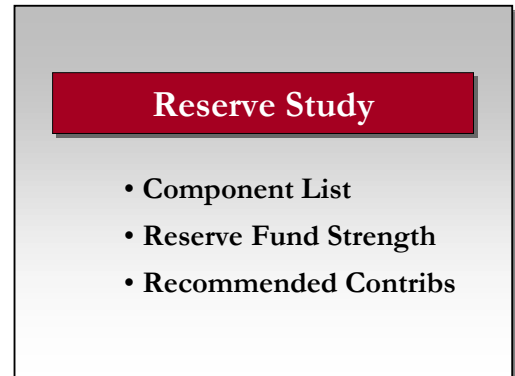 Reserve Study
• Component List
• Reserve Fund Strength
• Recommended Contribs